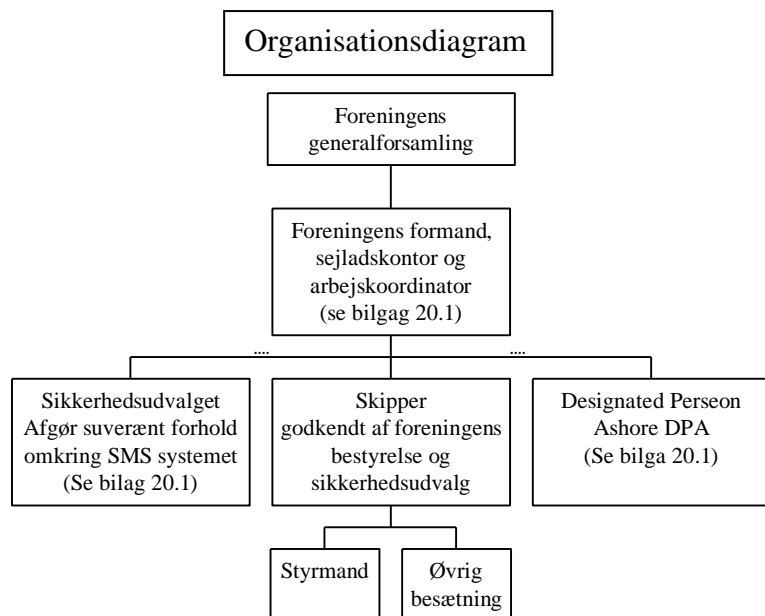 Organisationsdiagram
Foreningens
generalforsamling
Foreningens formand,
sejladskontor og
arbejskoordinator
(se bilgag 20.1)
....
....
Sikkerhedsudvalget
Afgør suverænt forhold
omkring SMS systemet
(Se bilag 20.1)
Skipper
godkendt af foreningens
bestyrelse og
sikkerhedsudvalg
Designated Perseon
Ashore DPA
(Se bilga 20.1)
Styrmand
Øvrig
besætning